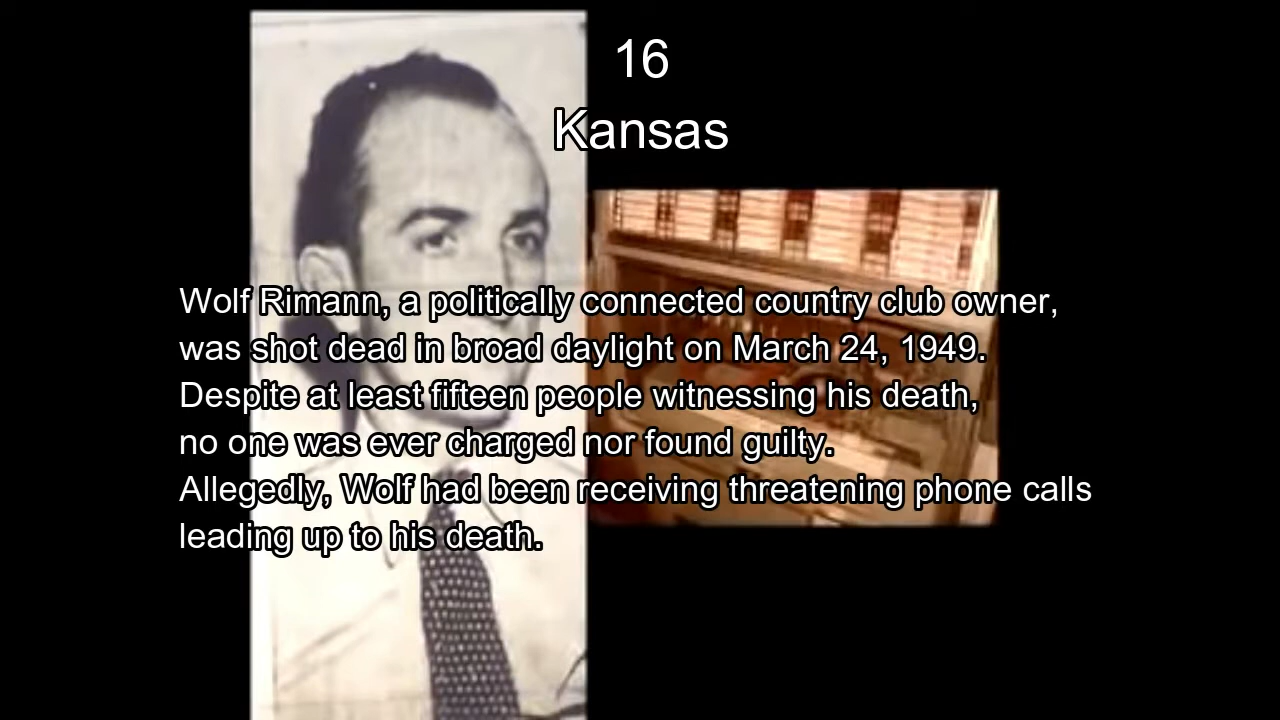 16
Kansas
Wolf Rimann, a politically connected country club owner,
was shot dead in broad daylight on March 24, 1949.
Despite at least fifteen people witnessing his death,
no one was ever charged nor found guilty.
Allegedly, Wolf had been receiving threatening phone calls
leading up to his death.